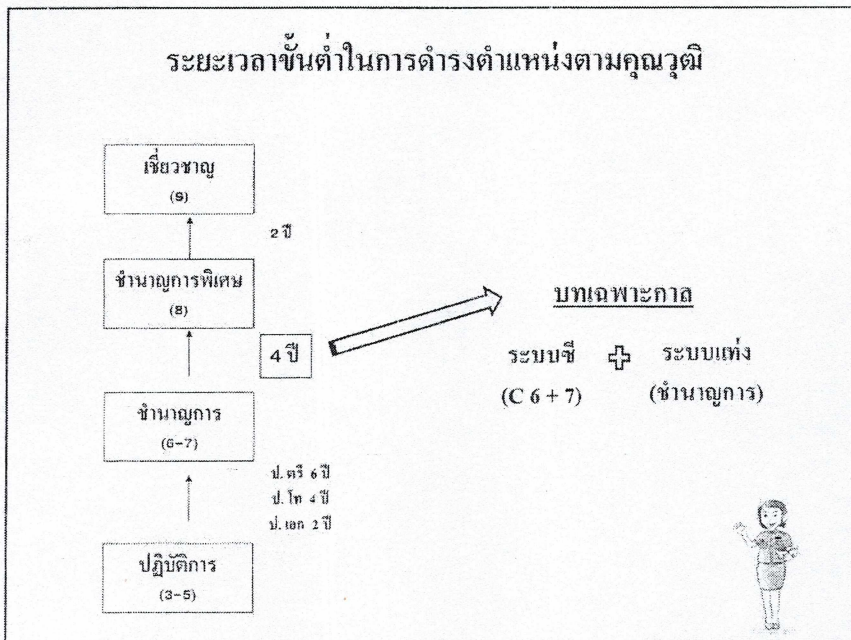 ระยะเวลาขั้นต่ำในการดำรงตำแหน่งตามคุณวุฒิ
เชี่ยวชาญ
(9)
2 ปี
ชำนาญการพิเศษ
(8)
4 ปี
บทเฉพาะกาล
ระบบซี ระบบแท่ง
(C 6 + 7) (ชำนาญการ)
ชำนาญการ
(6-7)
ป.ตรี 6 ปี
ป.โท 4 ปี
ป.เอก 2 ปี
ปฏิบัติการ
(3-5)